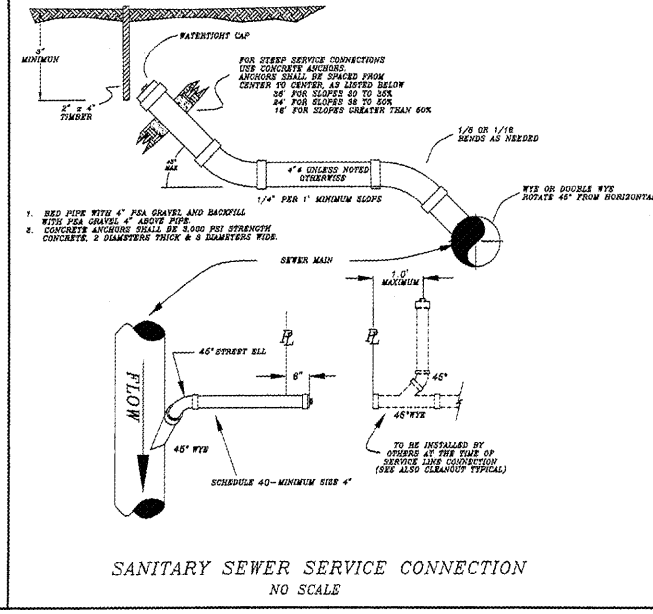 WATERTIGHT CAP
MINIMUN
2" x 4"
TIMBER
FOR STEEP SERVICE CONNECTIONS
USE CONCRETE ANCHORS.
ANCHORS SHALL BE SPACED FROM
CENTER TO CENTER, AS LISTED BELOW
36' FOR SLOPES 20 TO 35%
24' FOR SLOPES 35 TO 50%
16' FOR SLOPES GREATER THAN 50%
45°
MAX
4"ø UNLESS NOTED
OTHERWISE
1/4" PER 1' MINIMUM SLOPE
1/8 OR 1/16
BENDS AS NEEDED
WYE OR DOUBLE WYE
ROTATE 45° FROM HORIZONTAL
1. BED PIPE WITH 4" PEA GRAVEL AND BACKFILL
WITH PEA GRAVEL 4" ABOVE PIPE.
2. CONCRETE ANCHORS SHALL BE 3,000 PSI STRENGTH
CONCRETE, 2 DIAMETERS THICK & 3 DIAMETERS WIDE.
SEWER MAIN
1.0'
MAXIMUM
PL
PL
45° STREET ELL
6"
FLOW
45° WYE
SCHEDULE 40-MINIMUM SIZE 4"
45°
45° WYE
TO BE INSTALLED BY
OTHERS AT THE TIME OF
SERVICE LINE CONNECTION
(SEE ALSO CLEANOUT TYPICAL)
SANITARY SEWER SERVICE CONNECTION
NO SCALE